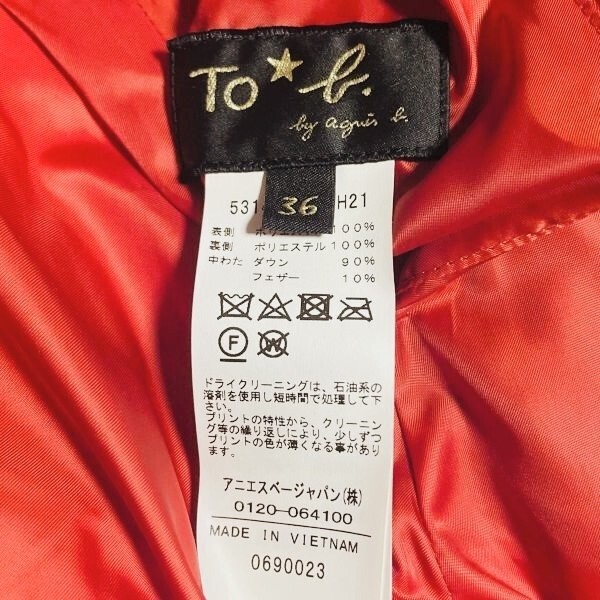 To★b.
by agnès b.
36
531 H21
表側 100%
裏側 ポリエステル 100%
中わた ダウン 90%
フェザー 10%
F
W
ドライクリーニングは、石油系の
溶剤を使用し短時間で処理して下
さい。
プリントの特性から、クリーニン
グ等の繰り返しにより、少しずつ
プリントの色が薄くなる事があり
ます。
アニエスベージャパン(株)
0120-064100
MADE IN VIETNAM
0690023